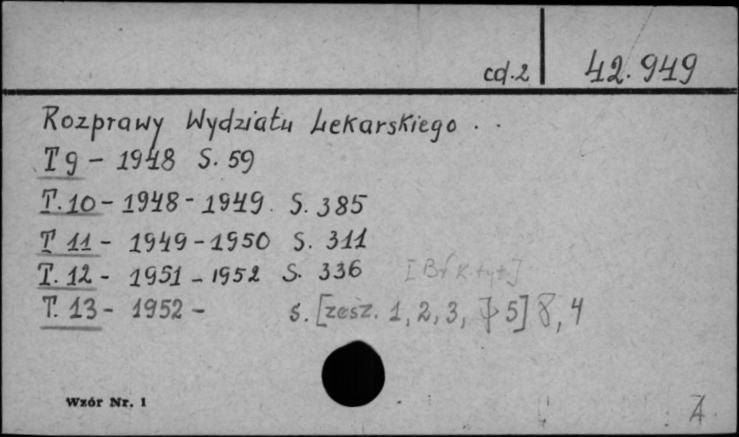 cd.2 42.949
Rozprawy Wydziału Lekarskiego . .
T 9 - 1948 S. 59
T. 10 - 1948 - 1949 S. 385
T 11 - 1949 - 1950 S. 311
T. 12 - 1951 - 1952 S. 336
T. 13 - 1952 - s. [zesz. 1, 2, 3, 5] 8, 4
Wzór Nr. 1